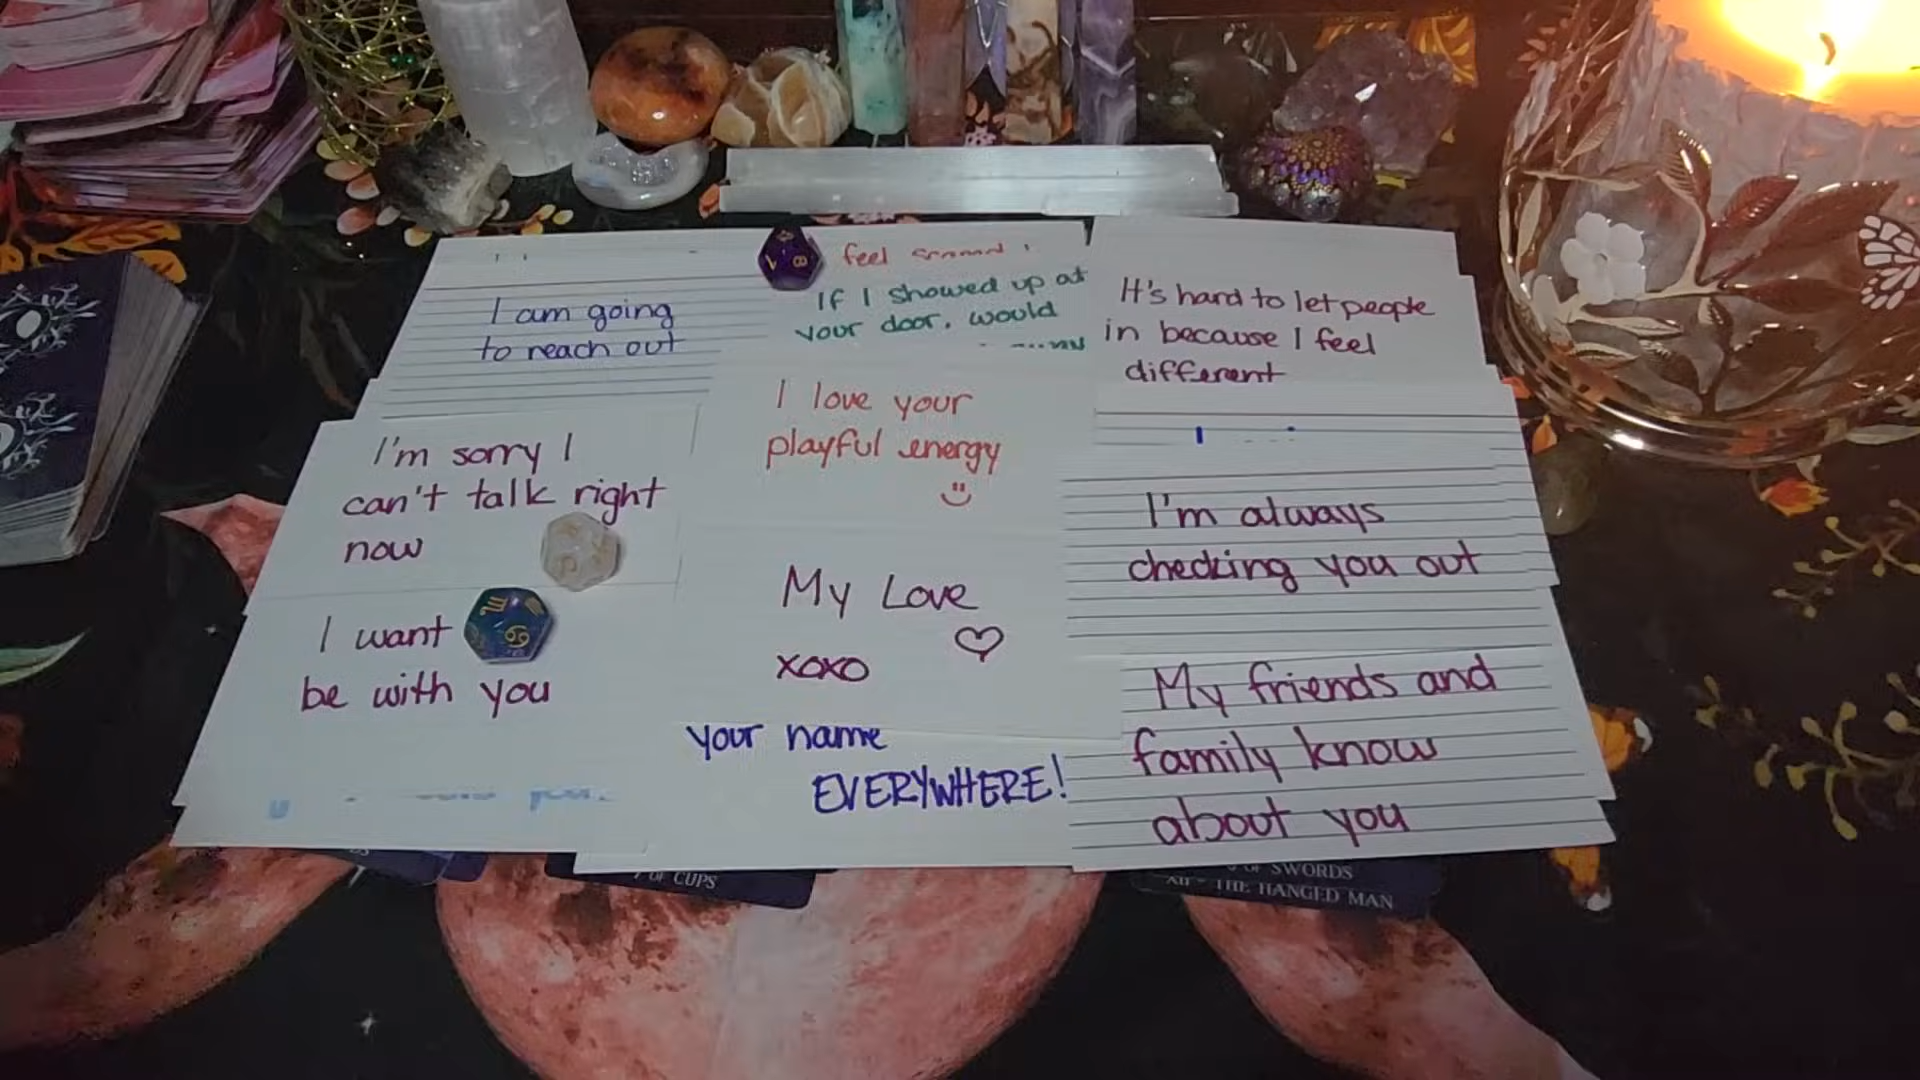 I am going
to reach out
feel
If I showed up at
your door, would
It's hard to let people
in because I feel
different
I'm sorry I
can't talk right
now
I love your
playful energy
I'm always
checking you out
I want
be with you
My Love
xoxo
your name
EVERYWHERE!
My friends and
family know
about you
OF CUPS
OF SWORDS
XII - THE HANGED MAN